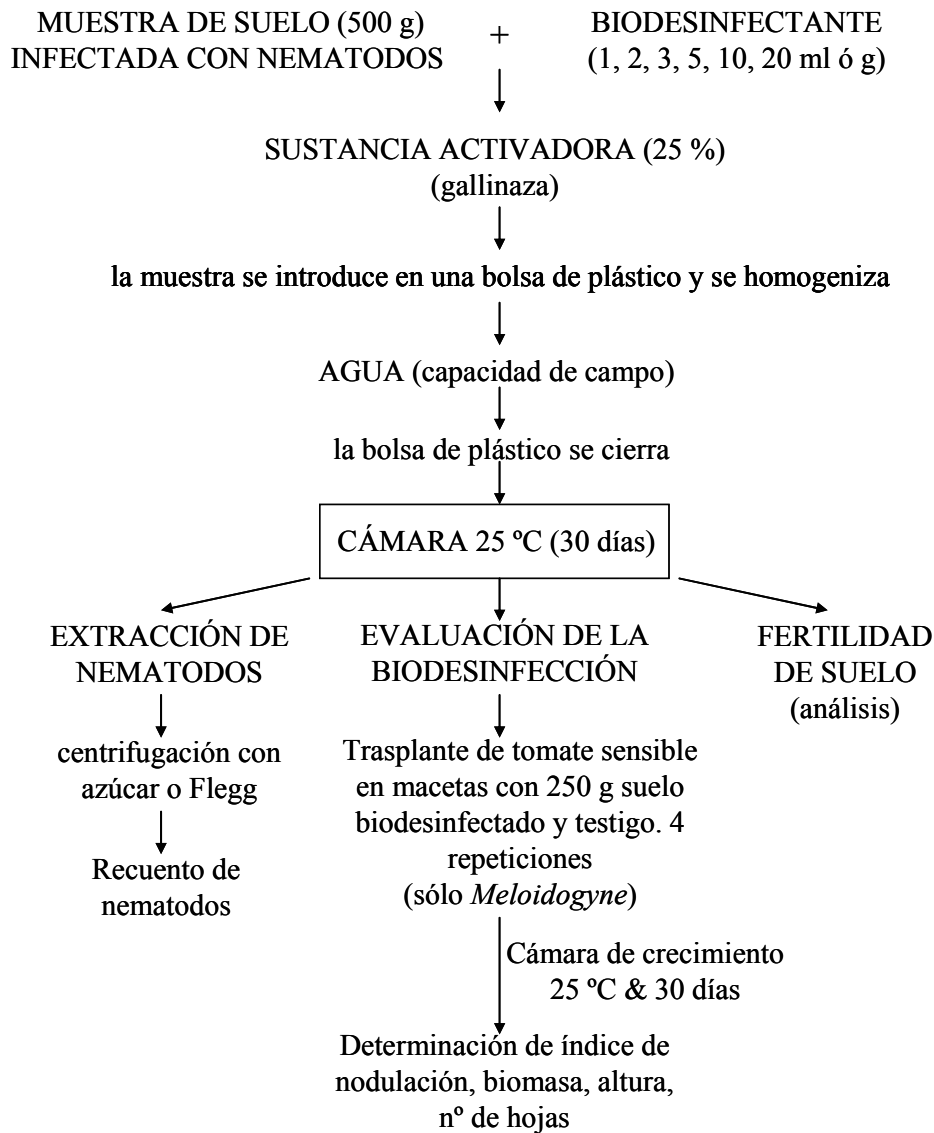 MUESTRA DE SUELO (500 g)
INFECTADA CON NEMATODOS
+
BIODESINFECTANTE
(1, 2, 3, 5, 10, 20 ml ó g)
SUSTANCIA ACTIVADORA (25 %)
(gallinaza)
la muestra se introduce en una bolsa de plástico y se homogeniza
AGUA (capacidad de campo)
la bolsa de plástico se cierra
CÁMARA 25 ºC (30 días)
EXTRACCIÓN DE
NEMATODOS
centrifugación con
azúcar o Flegg
Recuento de
nematodos
EVALUACIÓN DE LA
BIODESINFECCIÓN
Trasplante de tomate sensible
en macetas con 250 g suelo
biodesinfectado y testigo. 4
repeticiones
(sólo Meloidogyne)
Cámara de crecimiento
25 ºC & 30 días
Determinación de índice de
nodulación, biomasa, altura,
nº de hojas
FERTILIDAD
DE SUELO
(análisis)